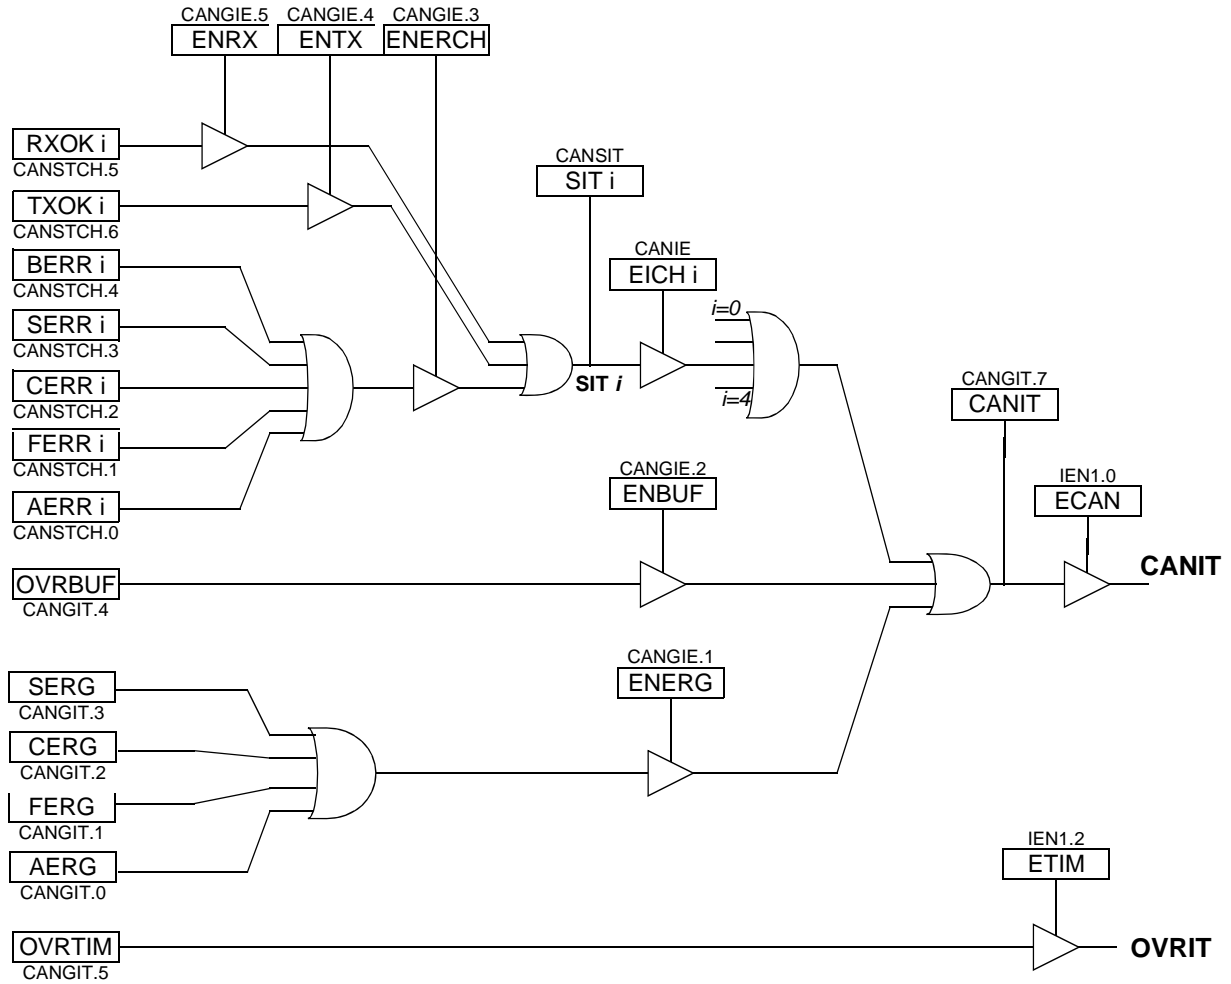 CANGIE.5 CANGIE.4 CANGIE.3
ENRX ENTX ENERCH
RXOK i
CANSTCH.5
TXOK i
CANSTCH.6
BERR i
CANSTCH.4
SERR i
CANSTCH.3
CERR i
CANSTCH.2
FERR i
CANSTCH.1
AERR i
CANSTCH.0
CANSIT
SIT i
SIT i
CANIE
EICH i
i=0
i=4
CANGIT.7
CANIT
CANGIE.2
ENBUF
IEN1.0
ECAN
CANIT
OVRBUF
CANGIT.4
CANGIE.1
ENERG
SERG
CANGIT.3
CERG
CANGIT.2
FERG
CANGIT.1
AERG
CANGIT.0
IEN1.2
ETIM
OVRTIM
CANGIT.5
OVRIT